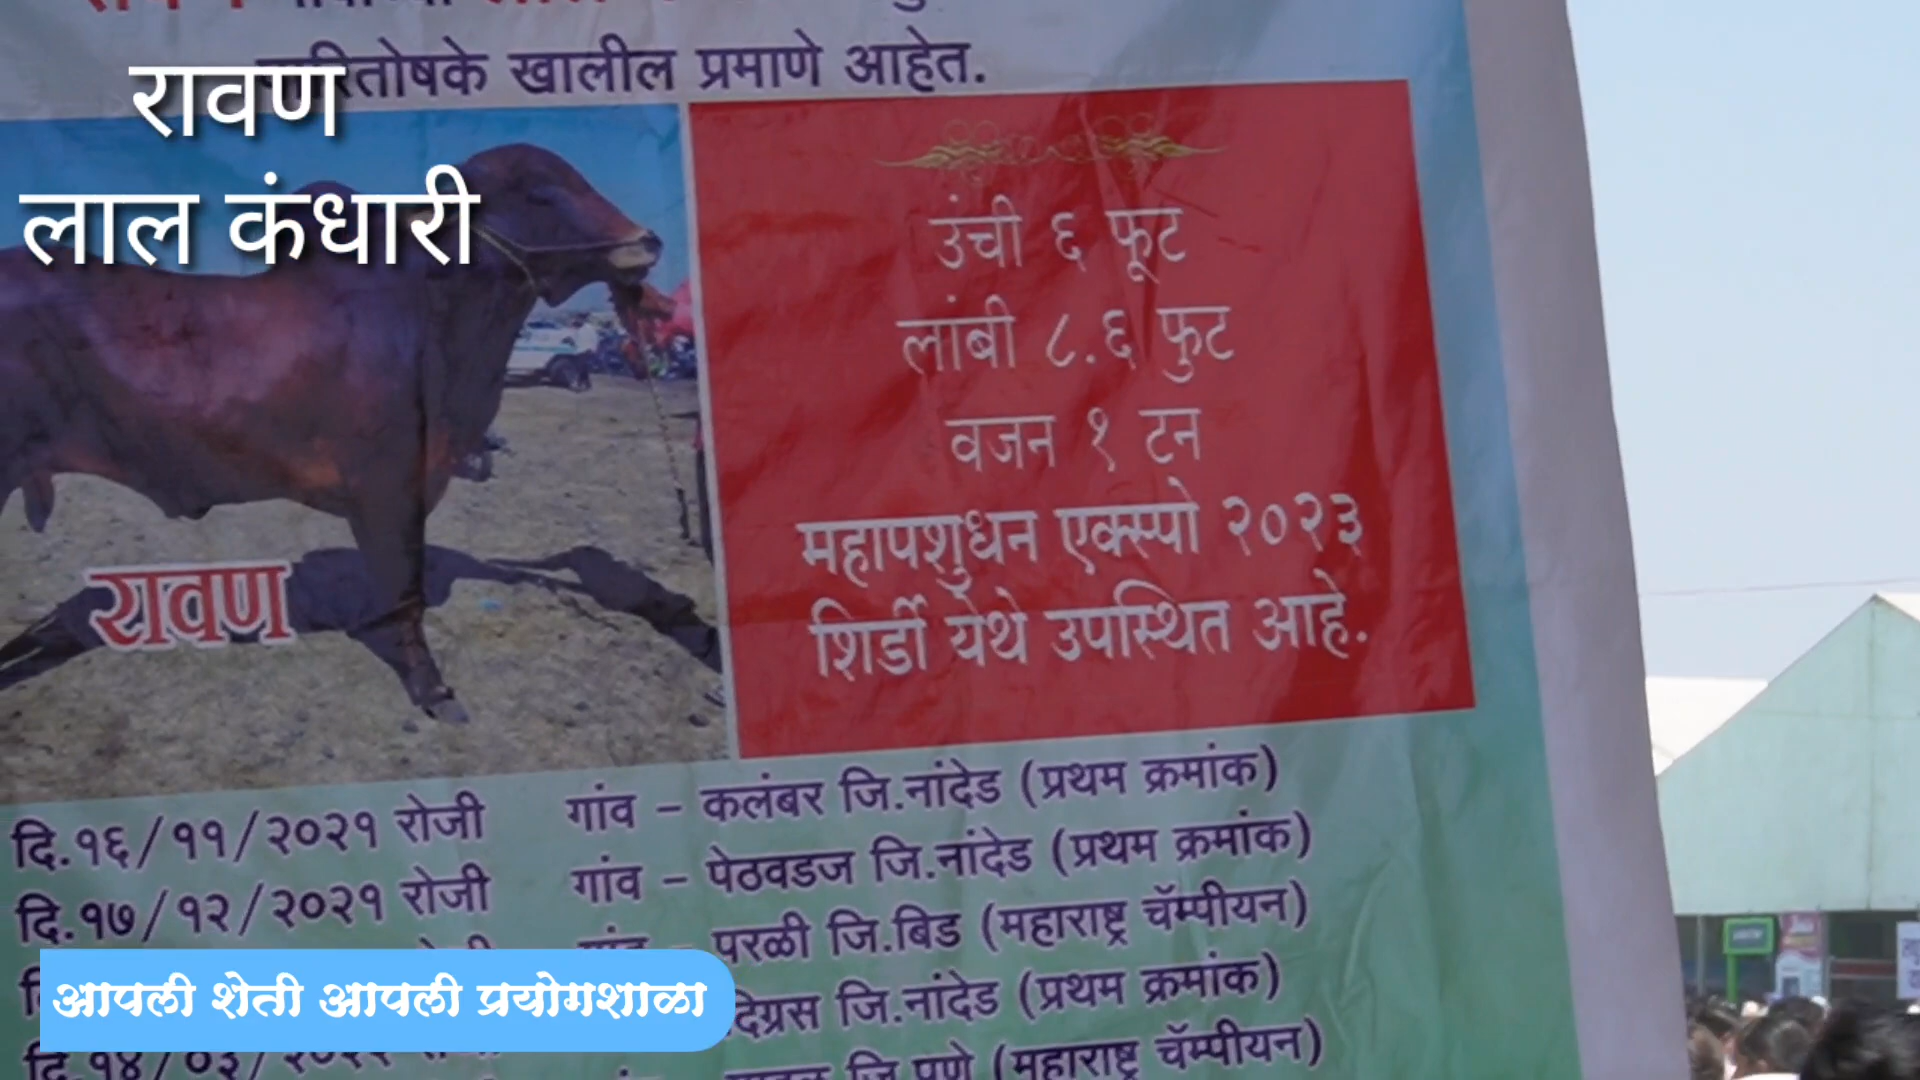 लाल
खालील प्रमाणे आहेत.
रावण
लाल कंधारी
उंची ६ फूट
लांबी ८.६ फुट
वजन १ टन
महापशुधन एक्स्पो २०२३
शिर्डी येथे उपस्थित आहे.
रावण
दि.१६/११/२०२१ रोजी गांव - कलंबर जि.नांदेड (प्रथम क्रमांक)
दि.१७/१२/२०२१ रोजी गांव - पेठवडज जि.नांदेड (प्रथम क्रमांक)
परळी जि.बिड (महाराष्ट्र चॅम्पीयन)
दिग्रस जि.नांदेड (प्रथम क्रमांक)
जि.पुणे (महाराष्ट्र चॅम्पीयन)
आपली शेती आपली प्रयोगशाळा